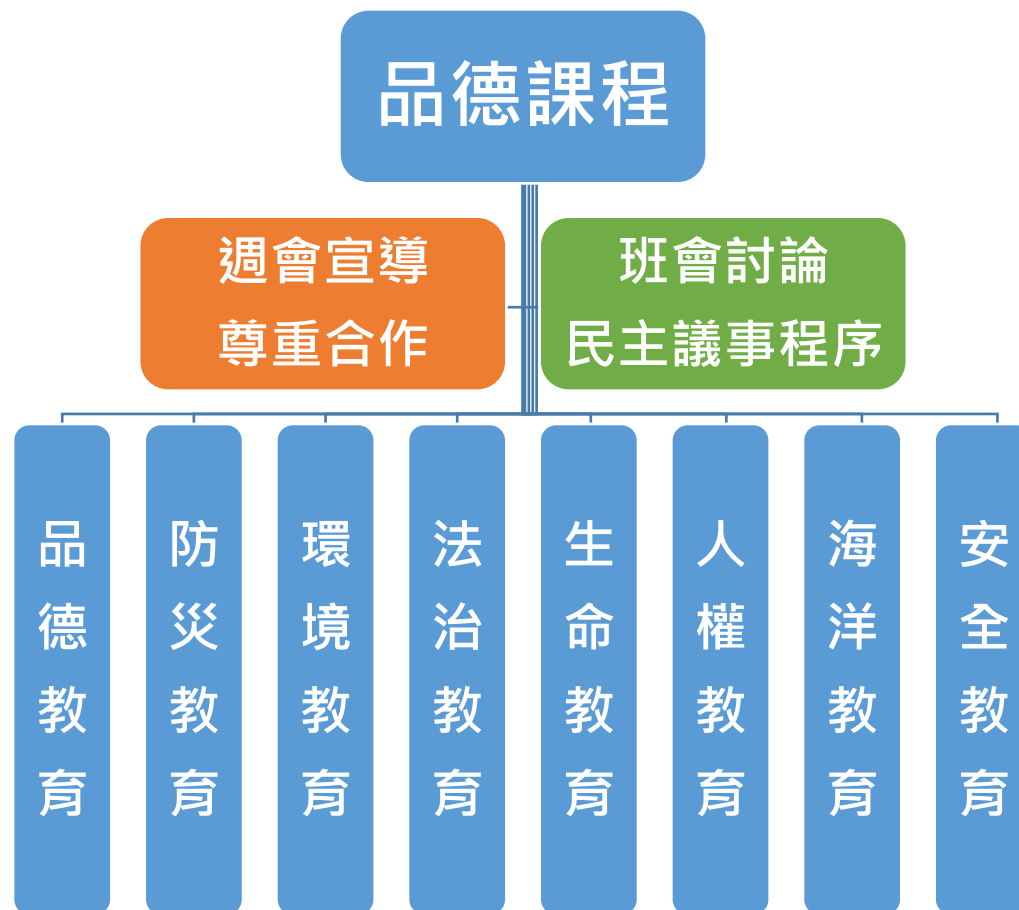 品德課程
週會宣導
尊重合作
班會討論
民主議事程序
品德教育
防災教育
環境教育
法治教育
生命教育
人權教育
海洋教育
安全教育